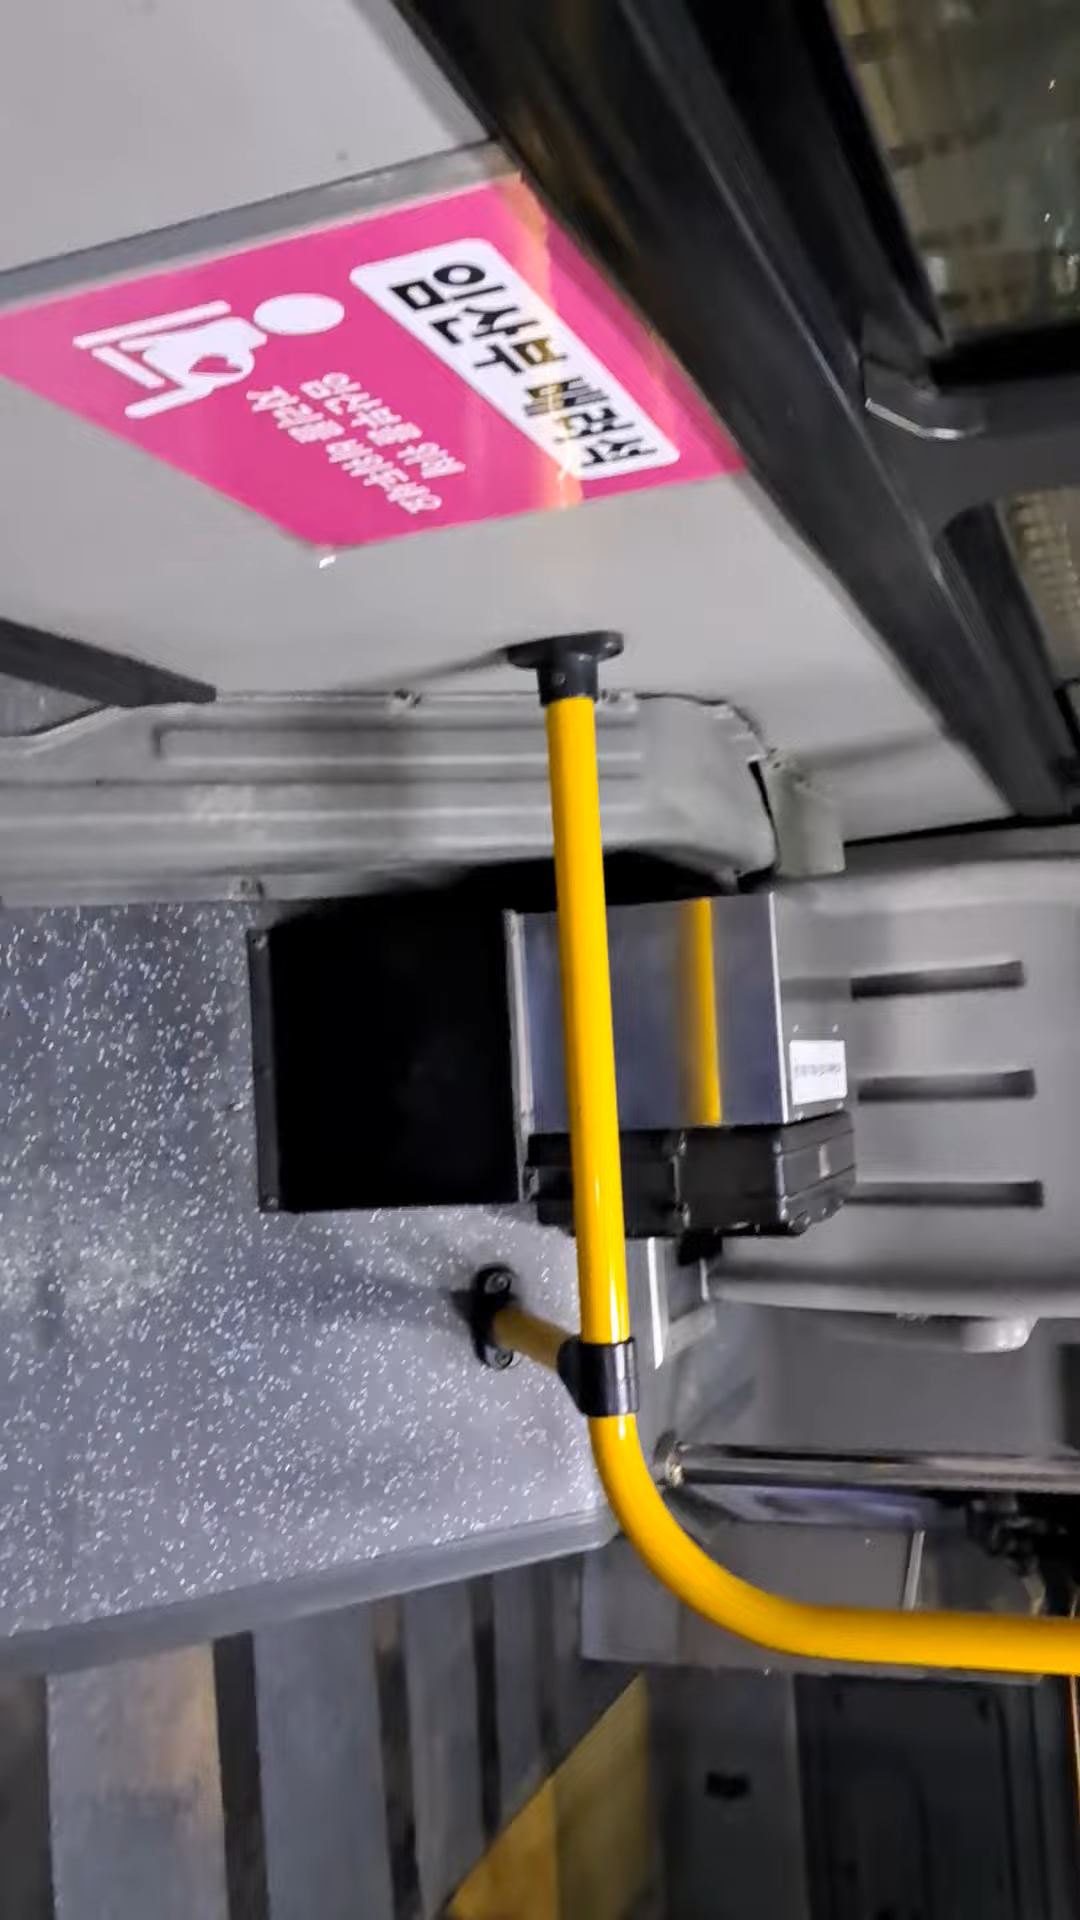 임산부 배려석
임산부를 위해
자리를 비워두세요